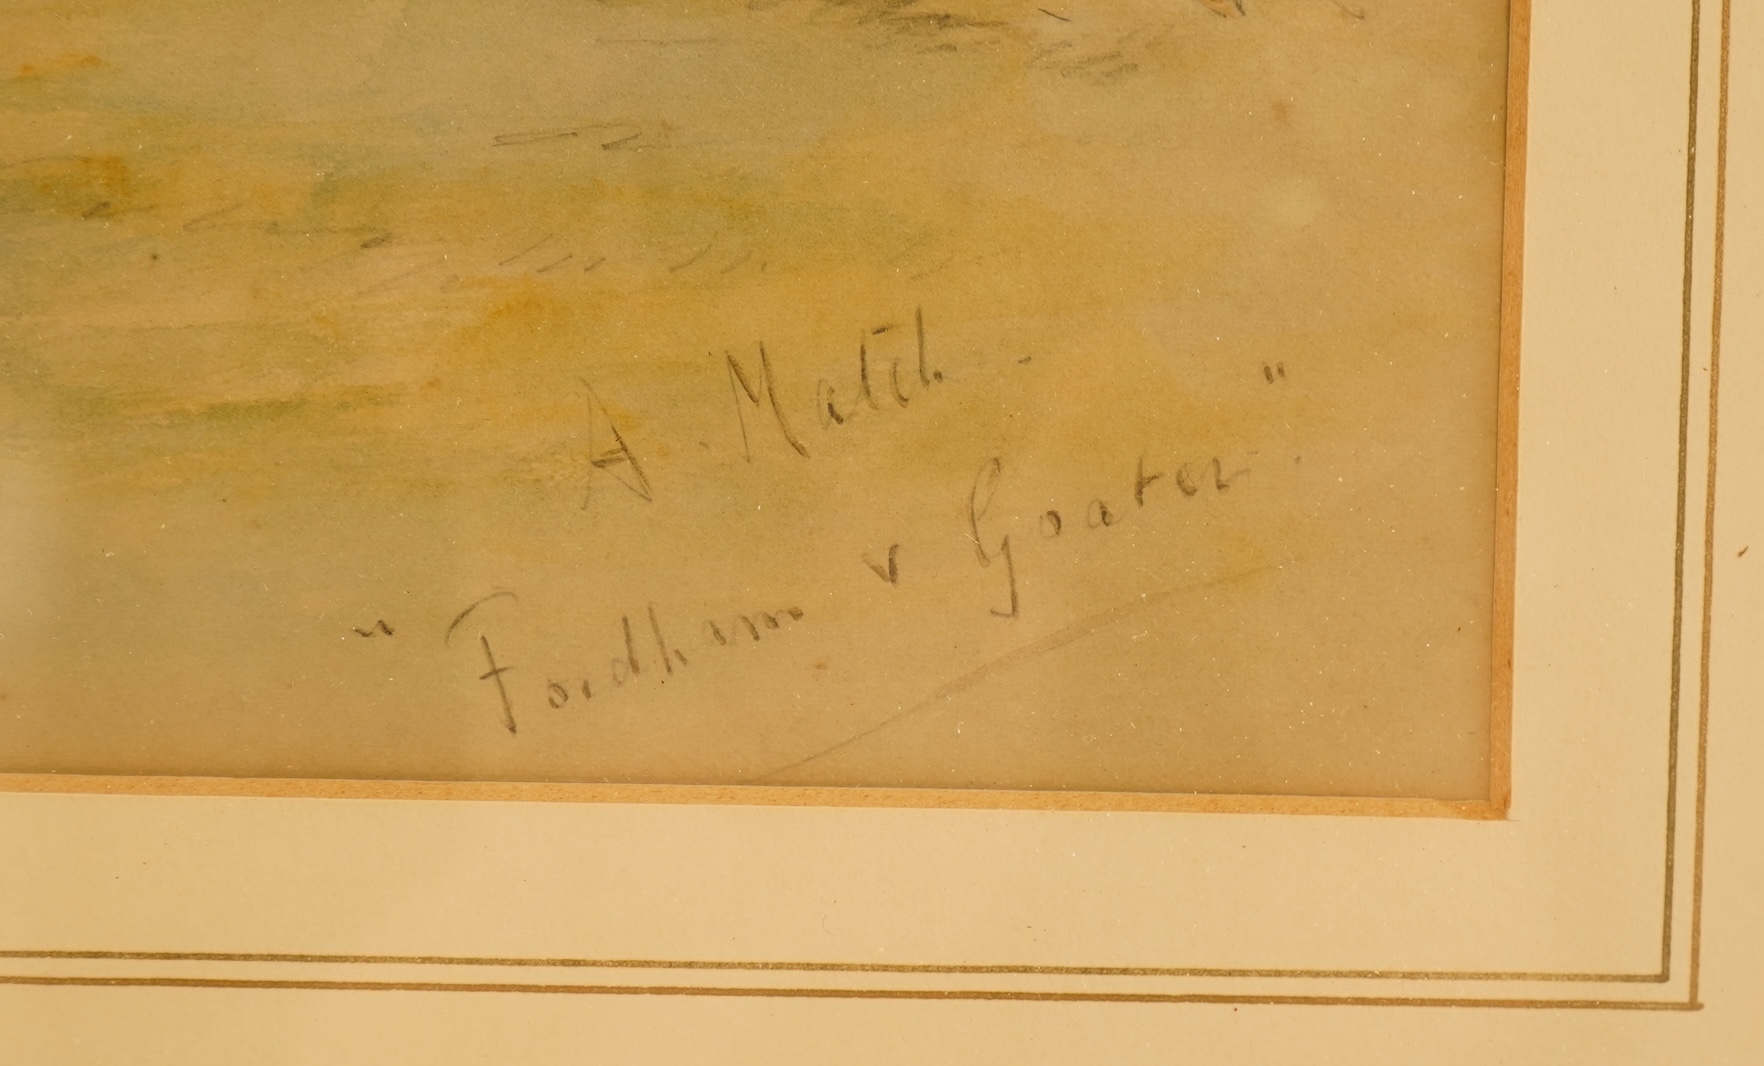 A. Match.
"Fordham v Goater".